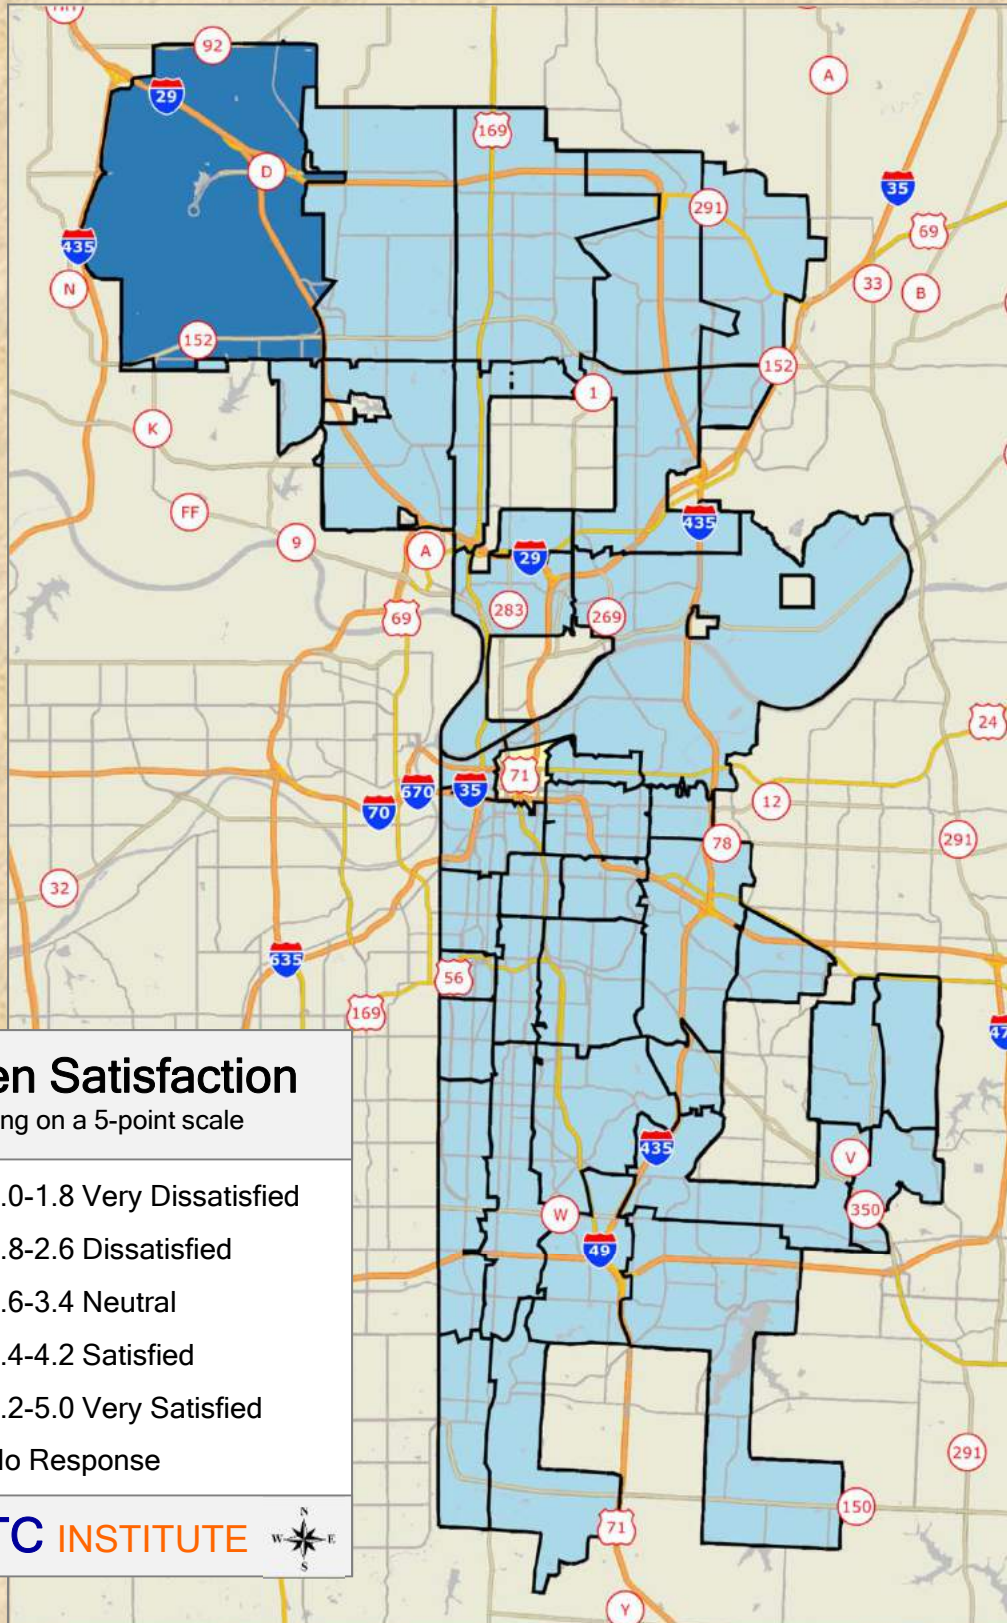 92
A
29
169
D
35
291
69
435
N
33
B
152
152
1
K
FF
435
9
A
29
283
269
69
24
71
670
35
12
70
78
291
32
635
56
169
47
en Satisfaction
ng on a 5-point scale
435
V
.0-1.8 Very Dissatisfied
350
W
.8-2.6 Dissatisfied
49
.6-3.4 Neutral
.4-4.2 Satisfied
.2-5.0 Very Satisfied
291
lo Response
150
TC INSTITUTE
N
W E
S
71
Y